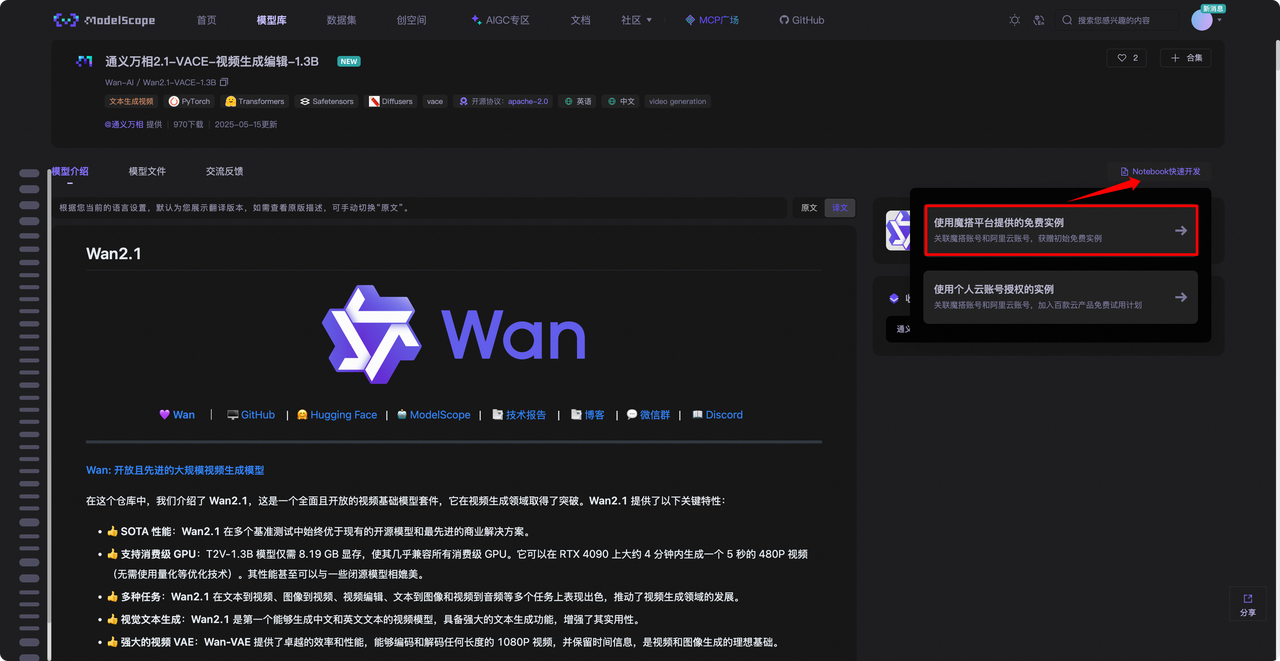 ModelScope 首页 模型库 数据集 创空间 AIGC专区 文档 社区 MCP广场 GitHub 搜索您感兴趣的内容 新消息
通义万相2.1-VACE-视频生成编辑-1.3B NEW 2 合集
Wan-AI / Wan2.1-VACE-1.3B
文本生成视频 PyTorch Transformers Safetensors Diffusers vace 开源协议: apache-2.0 英语 中文 video generation
@通义万相 提供 970下载 2025-05-15更新
模型介绍 模型文件 交流反馈 Notebook快速开发
根据您当前的语言设置，默认为您展示翻译版本，如需查看原版描述，可手动切换“原文”。 原文 译文
使用魔搭平台提供的免费实例
关联魔搭账号和阿里云账号，获赠初始免费实例
使用个人云账号授权的实例
关联魔搭账号和阿里云账号，加入百款云产品免费试用计划
通义
Wan2.1
Wan
💜 Wan | 🖥️ GitHub | 🤗 Hugging Face | 🤖 ModelScope | 📑 技术报告 | 📑 博客 | 💬 微信群 | 📖 Discord
Wan: 开放且先进的大规模视频生成模型
在这个仓库中，我们介绍了 Wan2.1，这是一个全面且开放的视频基础模型套件，它在视频生成领域取得了突破。Wan2.1 提供了以下关键特性：
• 👍 SOTA 性能：Wan2.1 在多个基准测试中始终优于现有的开源模型和最先进的商业解决方案。
• 👍 支持消费级 GPU：T2V-1.3B 模型仅需 8.19 GB 显存，使其几乎兼容所有消费级 GPU。它可以在 RTX 4090 上大约 4 分钟内生成一个 5 秒的 480P 视频
（无需使用量化等优化技术）。其性能甚至可以与一些闭源模型相媲美。
• 👍 多种任务：Wan2.1 在文本到视频、图像到视频、视频编辑、文本到图像和视频到音频等多个任务上表现出色，推动了视频生成领域的发展。
• 👍 视觉文本生成：Wan2.1 是第一个能够生成中文和英文文本的视频模型，具备强大的文本生成功能，增强了其实用性。
• 👍 强大的视频 VAE：Wan-VAE 提供了卓越的效率和性能，能够编码和解码任何长度的 1080P 视频，并保留时间信息，是视频和图像生成的理想基础。
分享